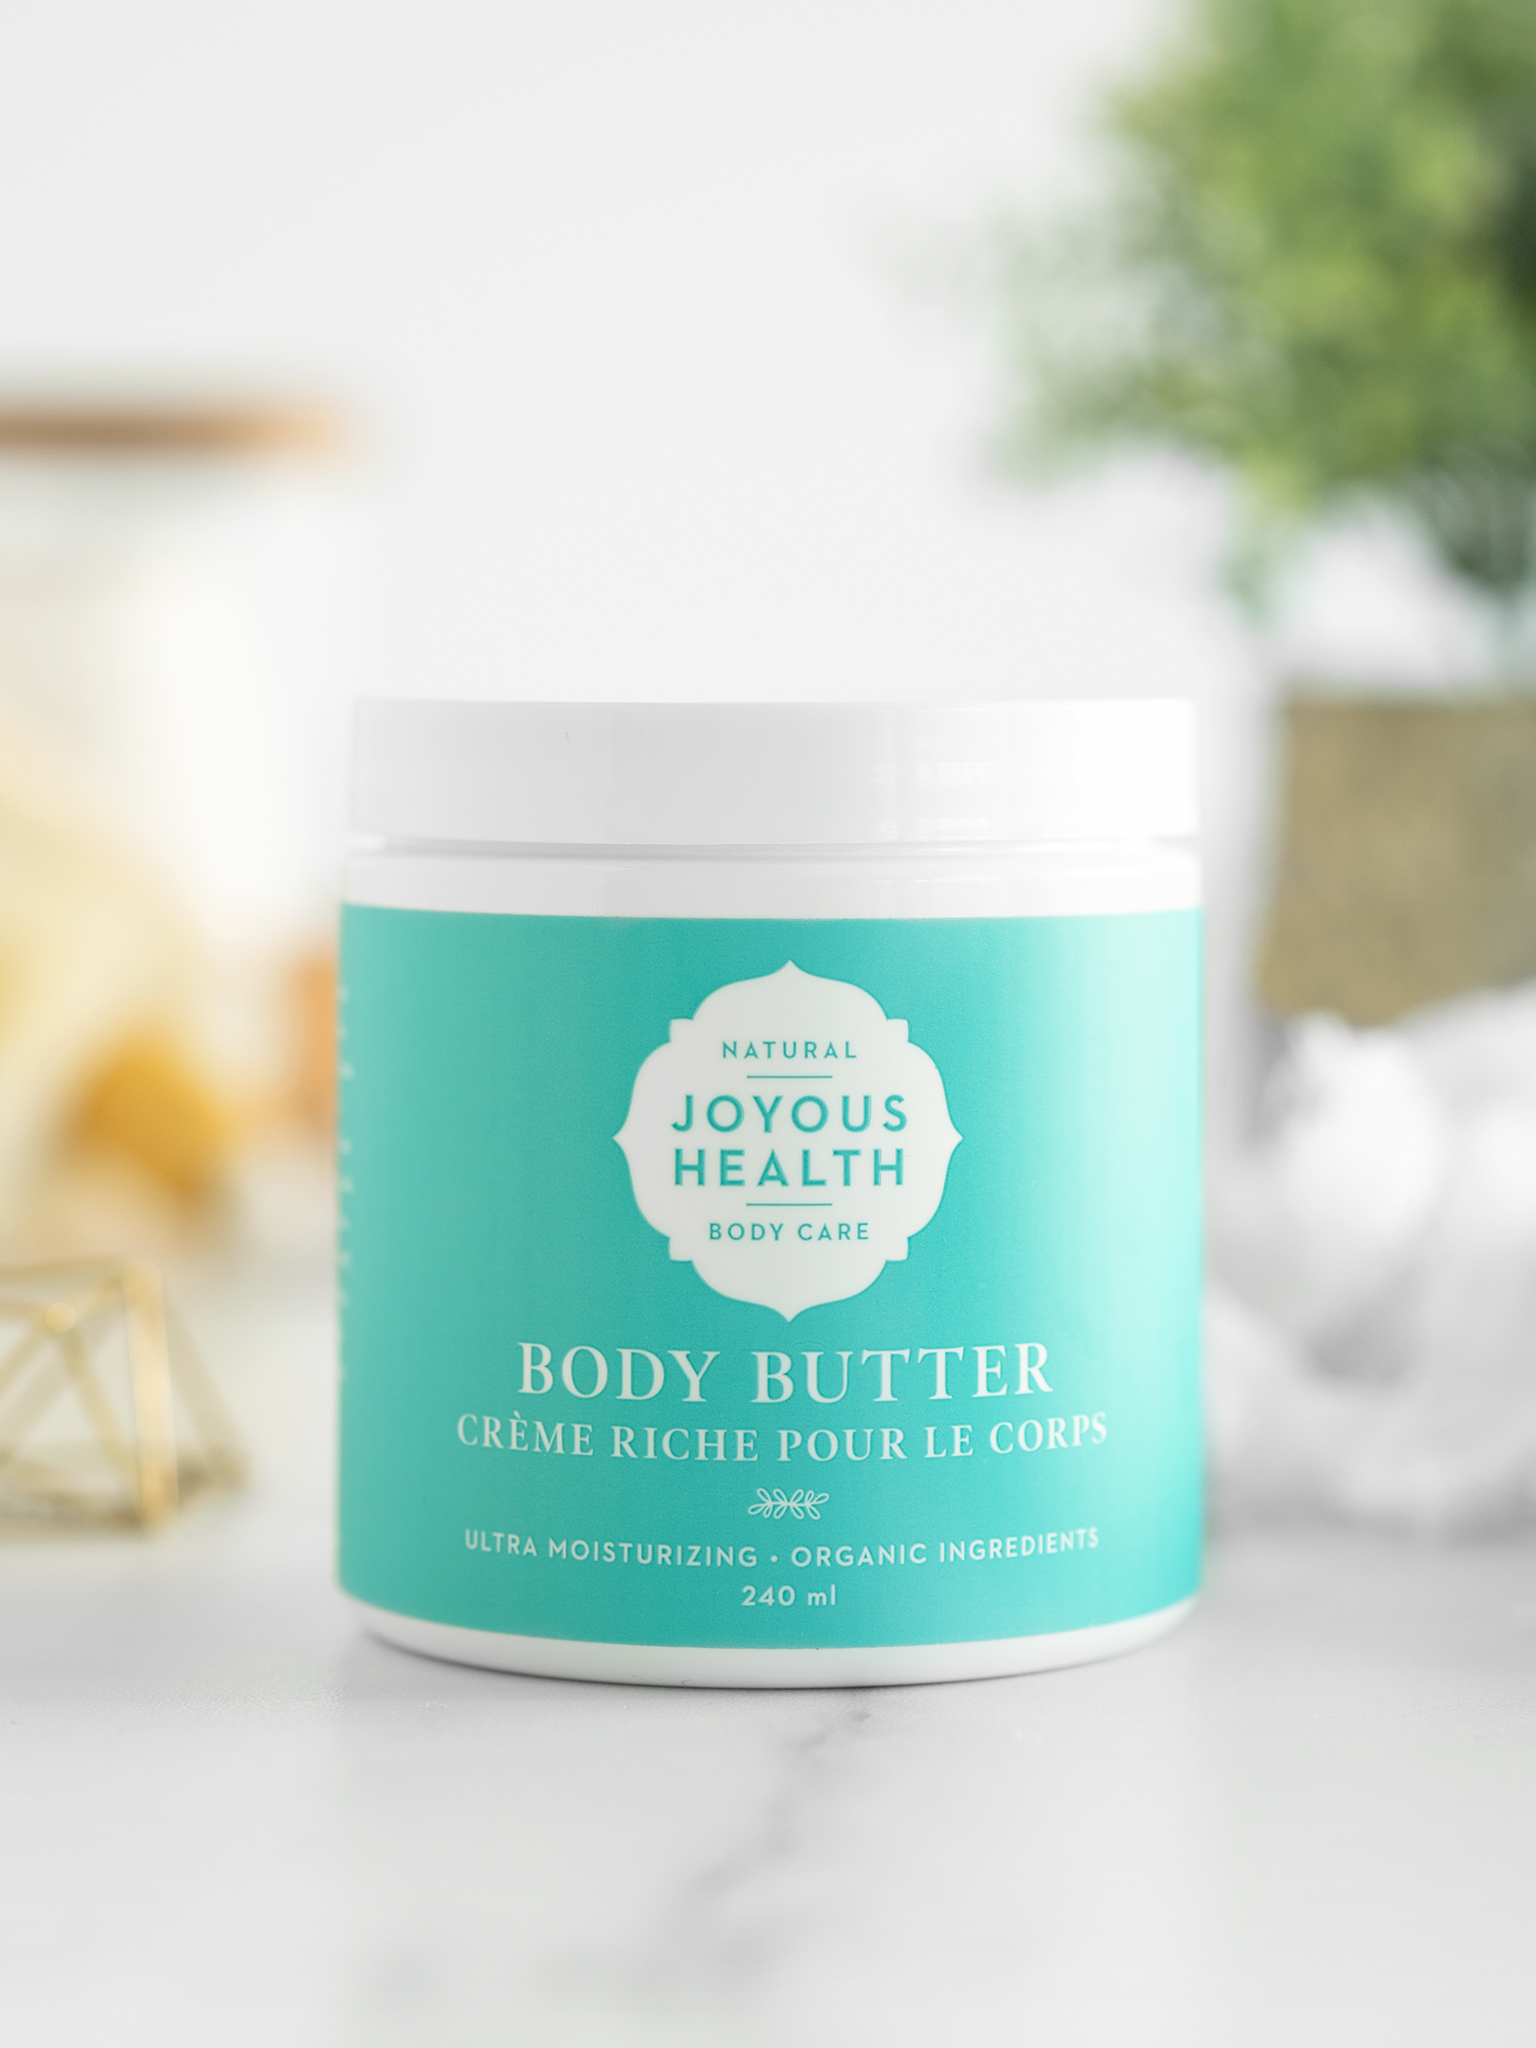 NATURAL
JOYOUS
HEALTH
BODY CARE
BODY BUTTER
CRÈME RICHE POUR LE CORPS
ULTRA MOISTURIZING • ORGANIC INGREDIENTS
240 ml